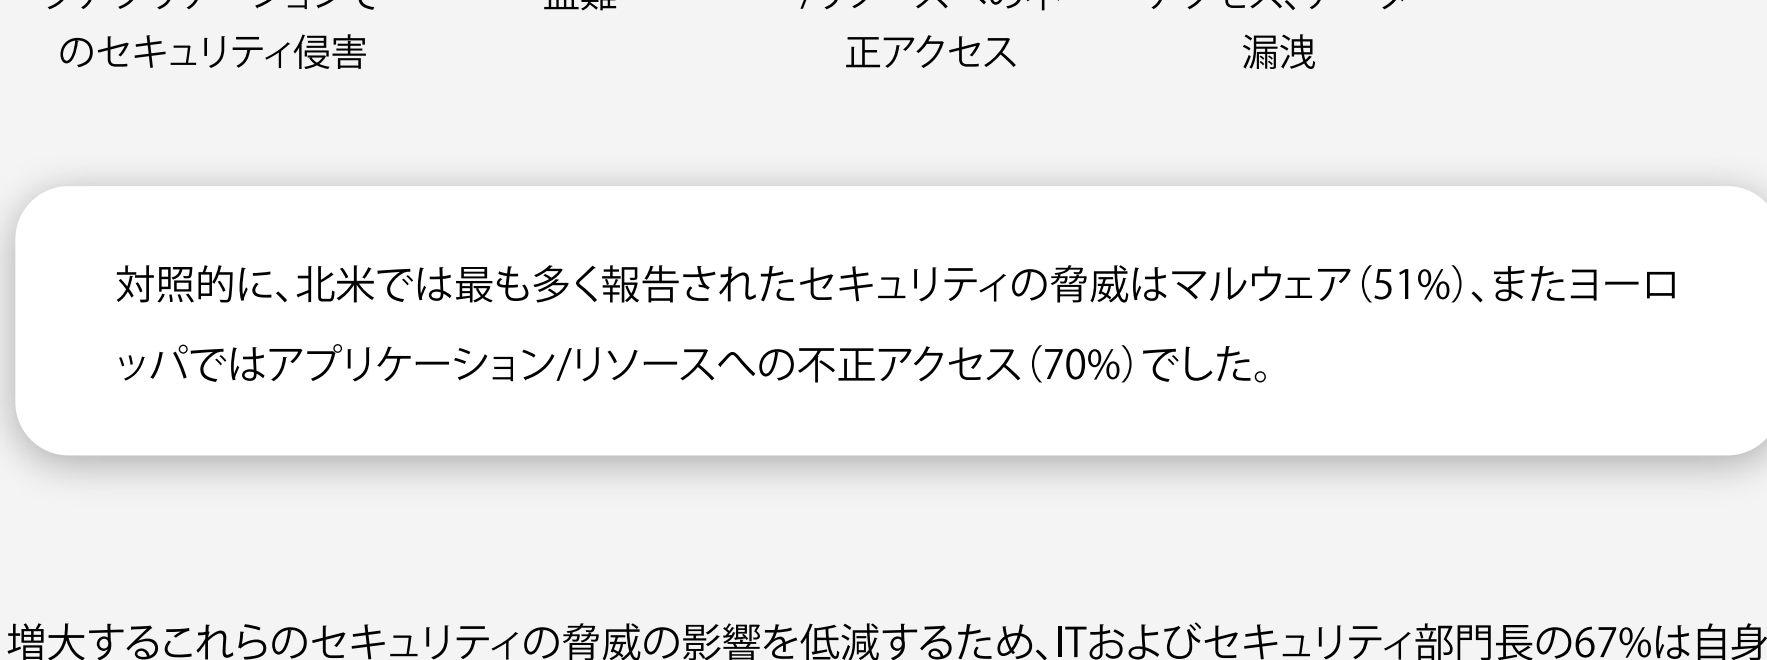 のセキュリティ侵害
正アクセス
漏洩
対照的に、北米では最も多く報告されたセキュリティの脅威はマルウェア（51%）、またヨーロ
ッパではアプリケーション/リソースへの不正アクセス（70%）でした。
増大するこれらのセキュリティの脅威の影響を低減するため、ITおよびセキュリティ部門長の67%は自身